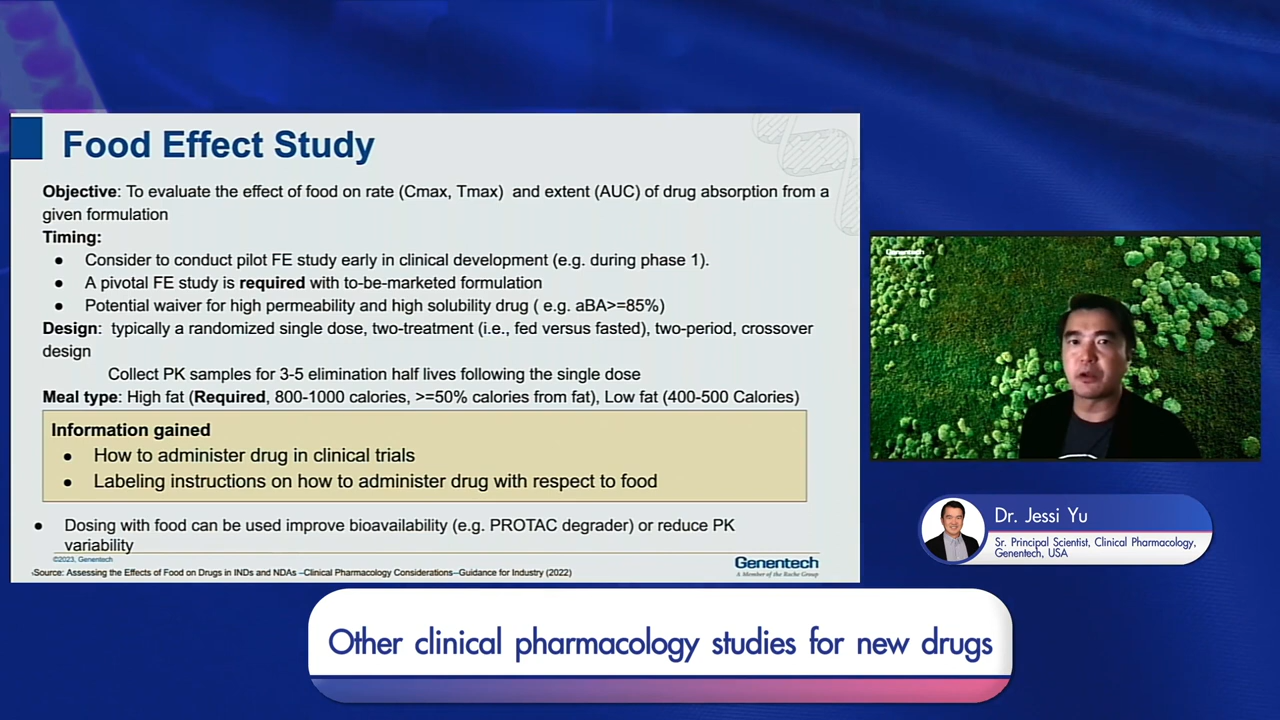 Food Effect Study
Objective: To evaluate the effect of food on rate (Cmax, Tmax) and extent (AUC) of drug absorption from a
given formulation
Timing:
● Consider to conduct pilot FE study early in clinical development (e.g. during phase 1).
● A pivotal FE study is required with to-be-marketed formulation
● Potential waiver for high permeability and high solubility drug ( e.g. aBA>=85%)
Design: typically a randomized single dose, two-treatment (i.e., fed versus fasted), two-period, crossover
design
Collect PK samples for 3-5 elimination half lives following the single dose
Meal type: High fat (Required, 800-1000 calories, >=50% calories from fat), Low fat (400-500 Calories)
Information gained
● How to administer drug in clinical trials
● Labeling instructions on how to administer drug with respect to food
● Dosing with food can be used improve bioavailability (e.g. PROTAC degrader) or reduce PK
variability
©2023, Genentech
Source: Assessing the Effects of Food on Drugs in INDs and NDAs –Clinical Pharmacology Considerations–Guidance for Industry (2022)
Genentech
A Member of the Roche Group
Genentech
Dr. Jessi Yu
Sr. Principal Scientist, Clinical Pharmacology,
Genentech, USA
Other clinical pharmacology studies for new drugs